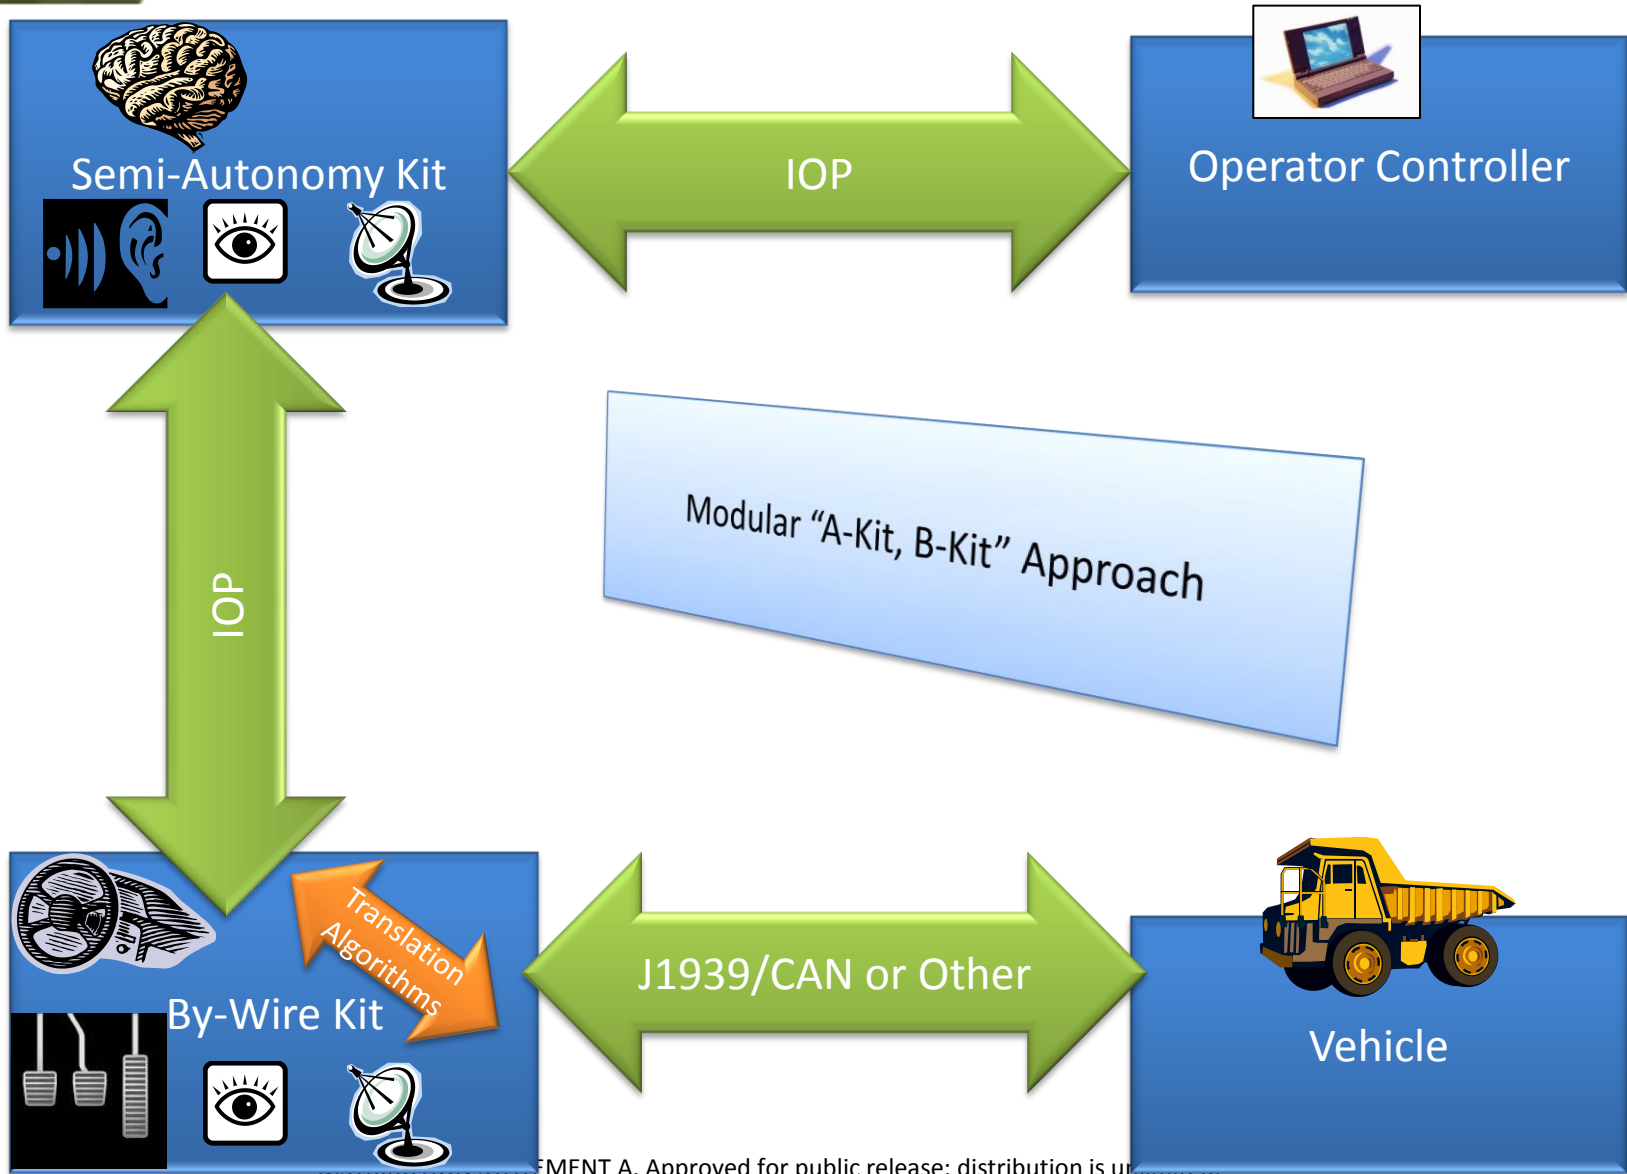 Semi-Autonomy Kit
IOP
Operator Controller
IOP
Modular “A-Kit, B-Kit” Approach
Translation
Algorithms
By-Wire Kit
J1939/CAN or Other
Vehicle
A. Approved for public release; distribution is